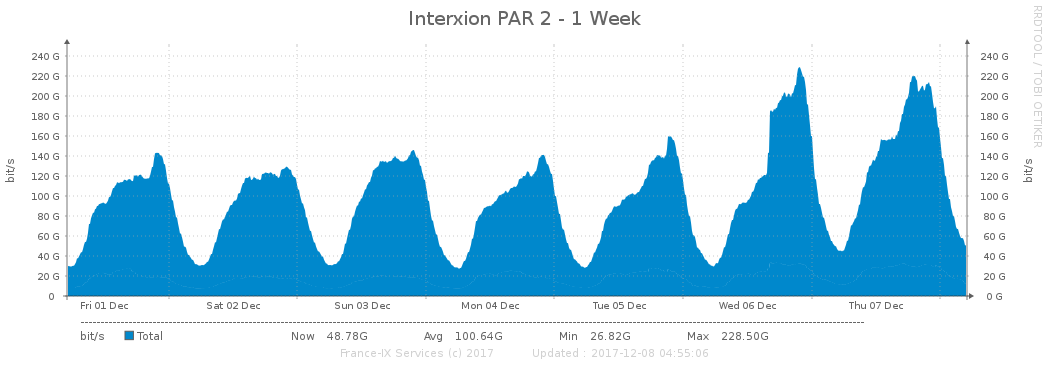 Interxion PAR 2 - 1 Week
RRDTOOL / TOBI OETIKER
bit/s
240 G 240 G
220 G 220 G
200 G 200 G
180 G 180 G
160 G 160 G
140 G 140 G
120 G 120 G
100 G 100 G
80 G 80 G
60 G 60 G
40 G 40 G
20 G 20 G
0 0 G
bit/s
Fri 01 Dec Sat 02 Dec Sun 03 Dec Mon 04 Dec Tue 05 Dec Wed 06 Dec Thu 07 Dec
bit/s Total Now 48.78G Avg 100.64G Min 26.82G Max 228.50G
France-IX Services (c) 2017 Updated : 2017-12-08 04:55:06